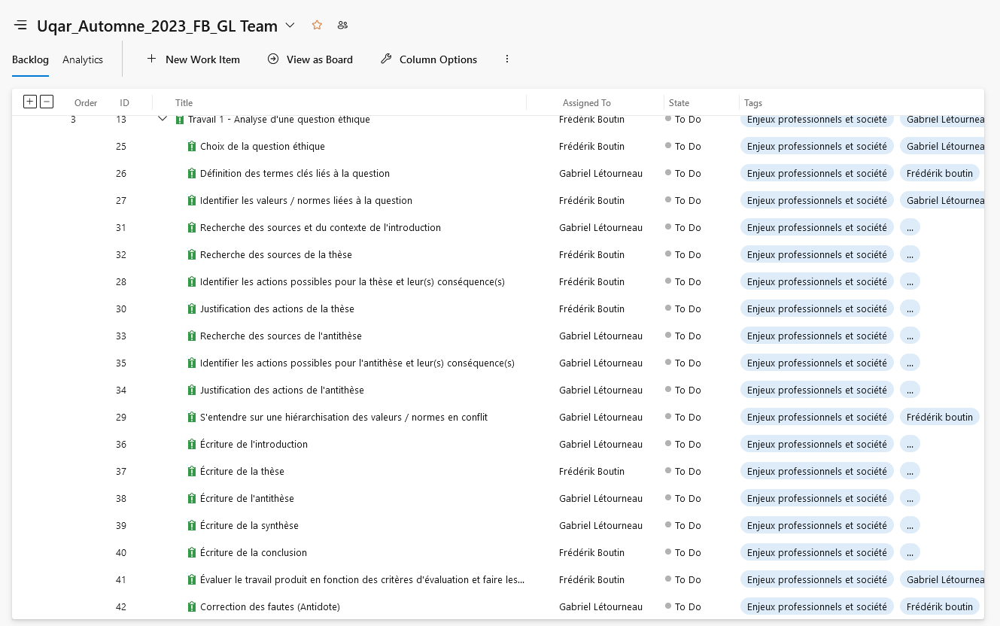 Uqar_Automne_2023_FB_GL Team
Backlog Analytics New Work Item View as Board Column Options
Order ID Title Assigned To State Tags
3 13 Travail 1 - Analyse d'une question éthique Frédérik Boutin To Do Enjeux professionnels et société Gabriel Létournea
25 Choix de la question éthique Frédérik Boutin To Do Enjeux professionnels et société Gabriel Létournea
26 Définition des termes clés liés à la question Gabriel Létourneau To Do Enjeux professionnels et société Frédérik boutin
27 Identifier les valeurs / normes liées à la question Frédérik Boutin To Do Enjeux professionnels et société Gabriel Létournea
31 Recherche des sources et du contexte de l'introduction Gabriel Létourneau To Do Enjeux professionnels et société ...
32 Recherche des sources de la thèse Frédérik Boutin To Do Enjeux professionnels et société ...
28 Identifier les actions possibles pour la thèse et leur(s) conséquence(s) Frédérik Boutin To Do Enjeux professionnels et société ...
30 Justification des actions de la thèse Frédérik Boutin To Do Enjeux professionnels et société ...
33 Recherche des sources de l'antithèse Gabriel Létourneau To Do Enjeux professionnels et société ...
35 Identifier les actions possibles pour l'antithèse et leur(s) conséquence(s) Gabriel Létourneau To Do Enjeux professionnels et société ...
34 Justification des actions de l'antithèse Gabriel Létourneau To Do Enjeux professionnels et société ...
29 S'entendre sur une hiérarchisation des valeurs / normes en conflit Gabriel Létourneau To Do Enjeux professionnels et société Frédérik boutin
36 Écriture de l'introduction Gabriel Létourneau To Do Enjeux professionnels et société ...
37 Écriture de la thèse Frédérik Boutin To Do Enjeux professionnels et société ...
38 Écriture de l'antithèse Gabriel Létourneau To Do Enjeux professionnels et société ...
39 Écriture de la synthèse Gabriel Létourneau To Do Enjeux professionnels et société ...
40 Écriture de la conclusion Frédérik Boutin To Do Enjeux professionnels et société ...
41 Évaluer le travail produit en fonction des critères d'évaluation et faire les... Frédérik Boutin To Do Enjeux professionnels et société Gabriel Létournea
42 Correction des fautes (Antidote) Gabriel Létourneau To Do Enjeux professionnels et société Frédérik boutin